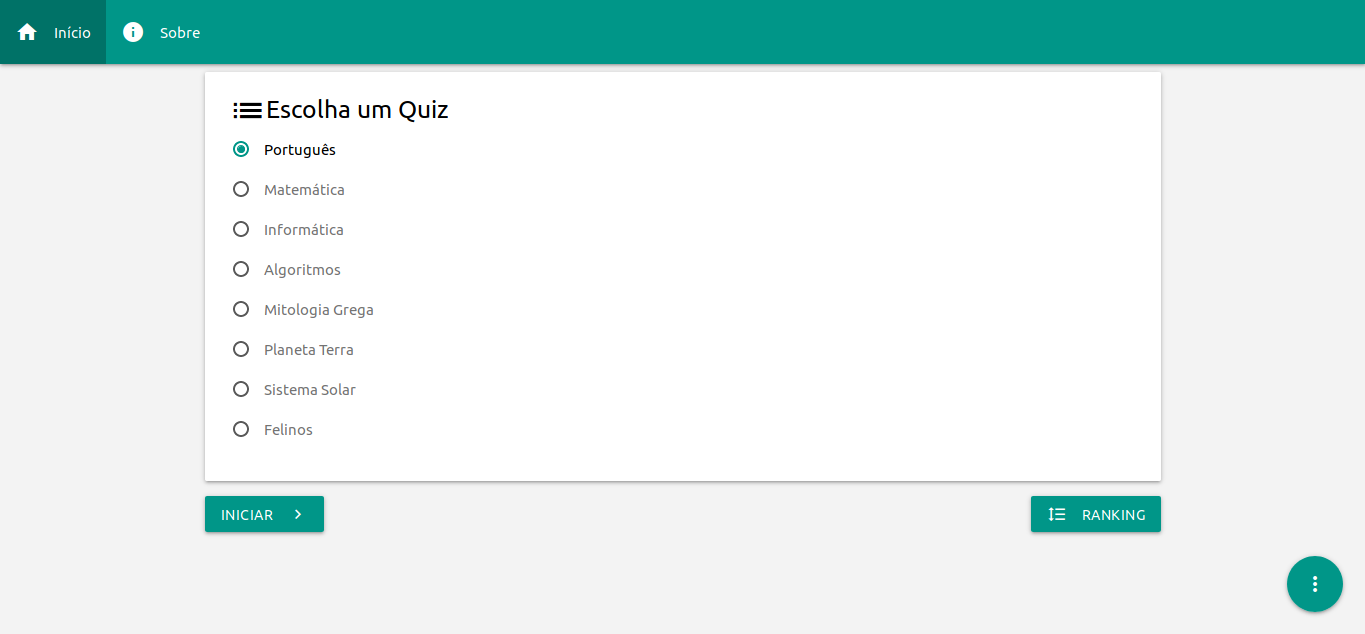 Início Sobre
Escolha um Quiz
Português
Matemática
Informática
Algoritmos
Mitologia Grega
Planeta Terra
Sistema Solar
Felinos
INICIAR RANKING